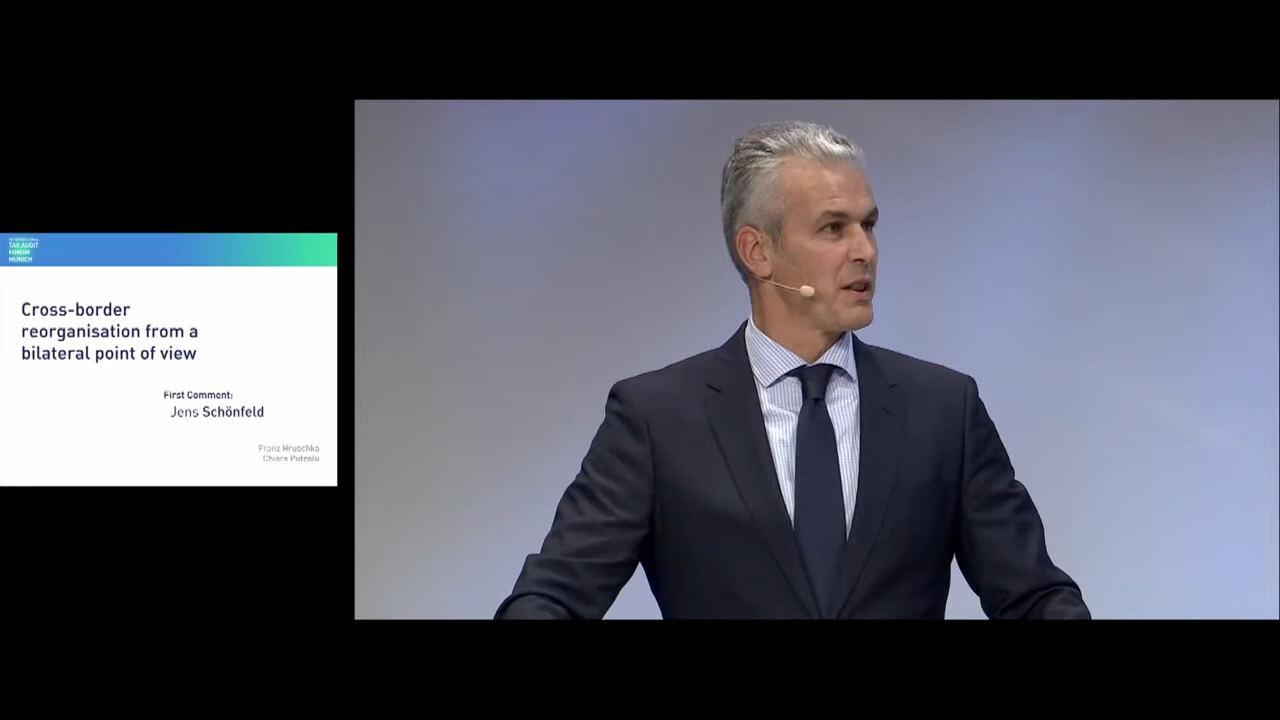 INTERNATIONAL
TAX AUDIT
FORUM
MUNICH
Cross-border
reorganisation from a
bilateral point of view
First Comment:
Jens Schönfeld
Franz Hruschka
Chiara Putzolu